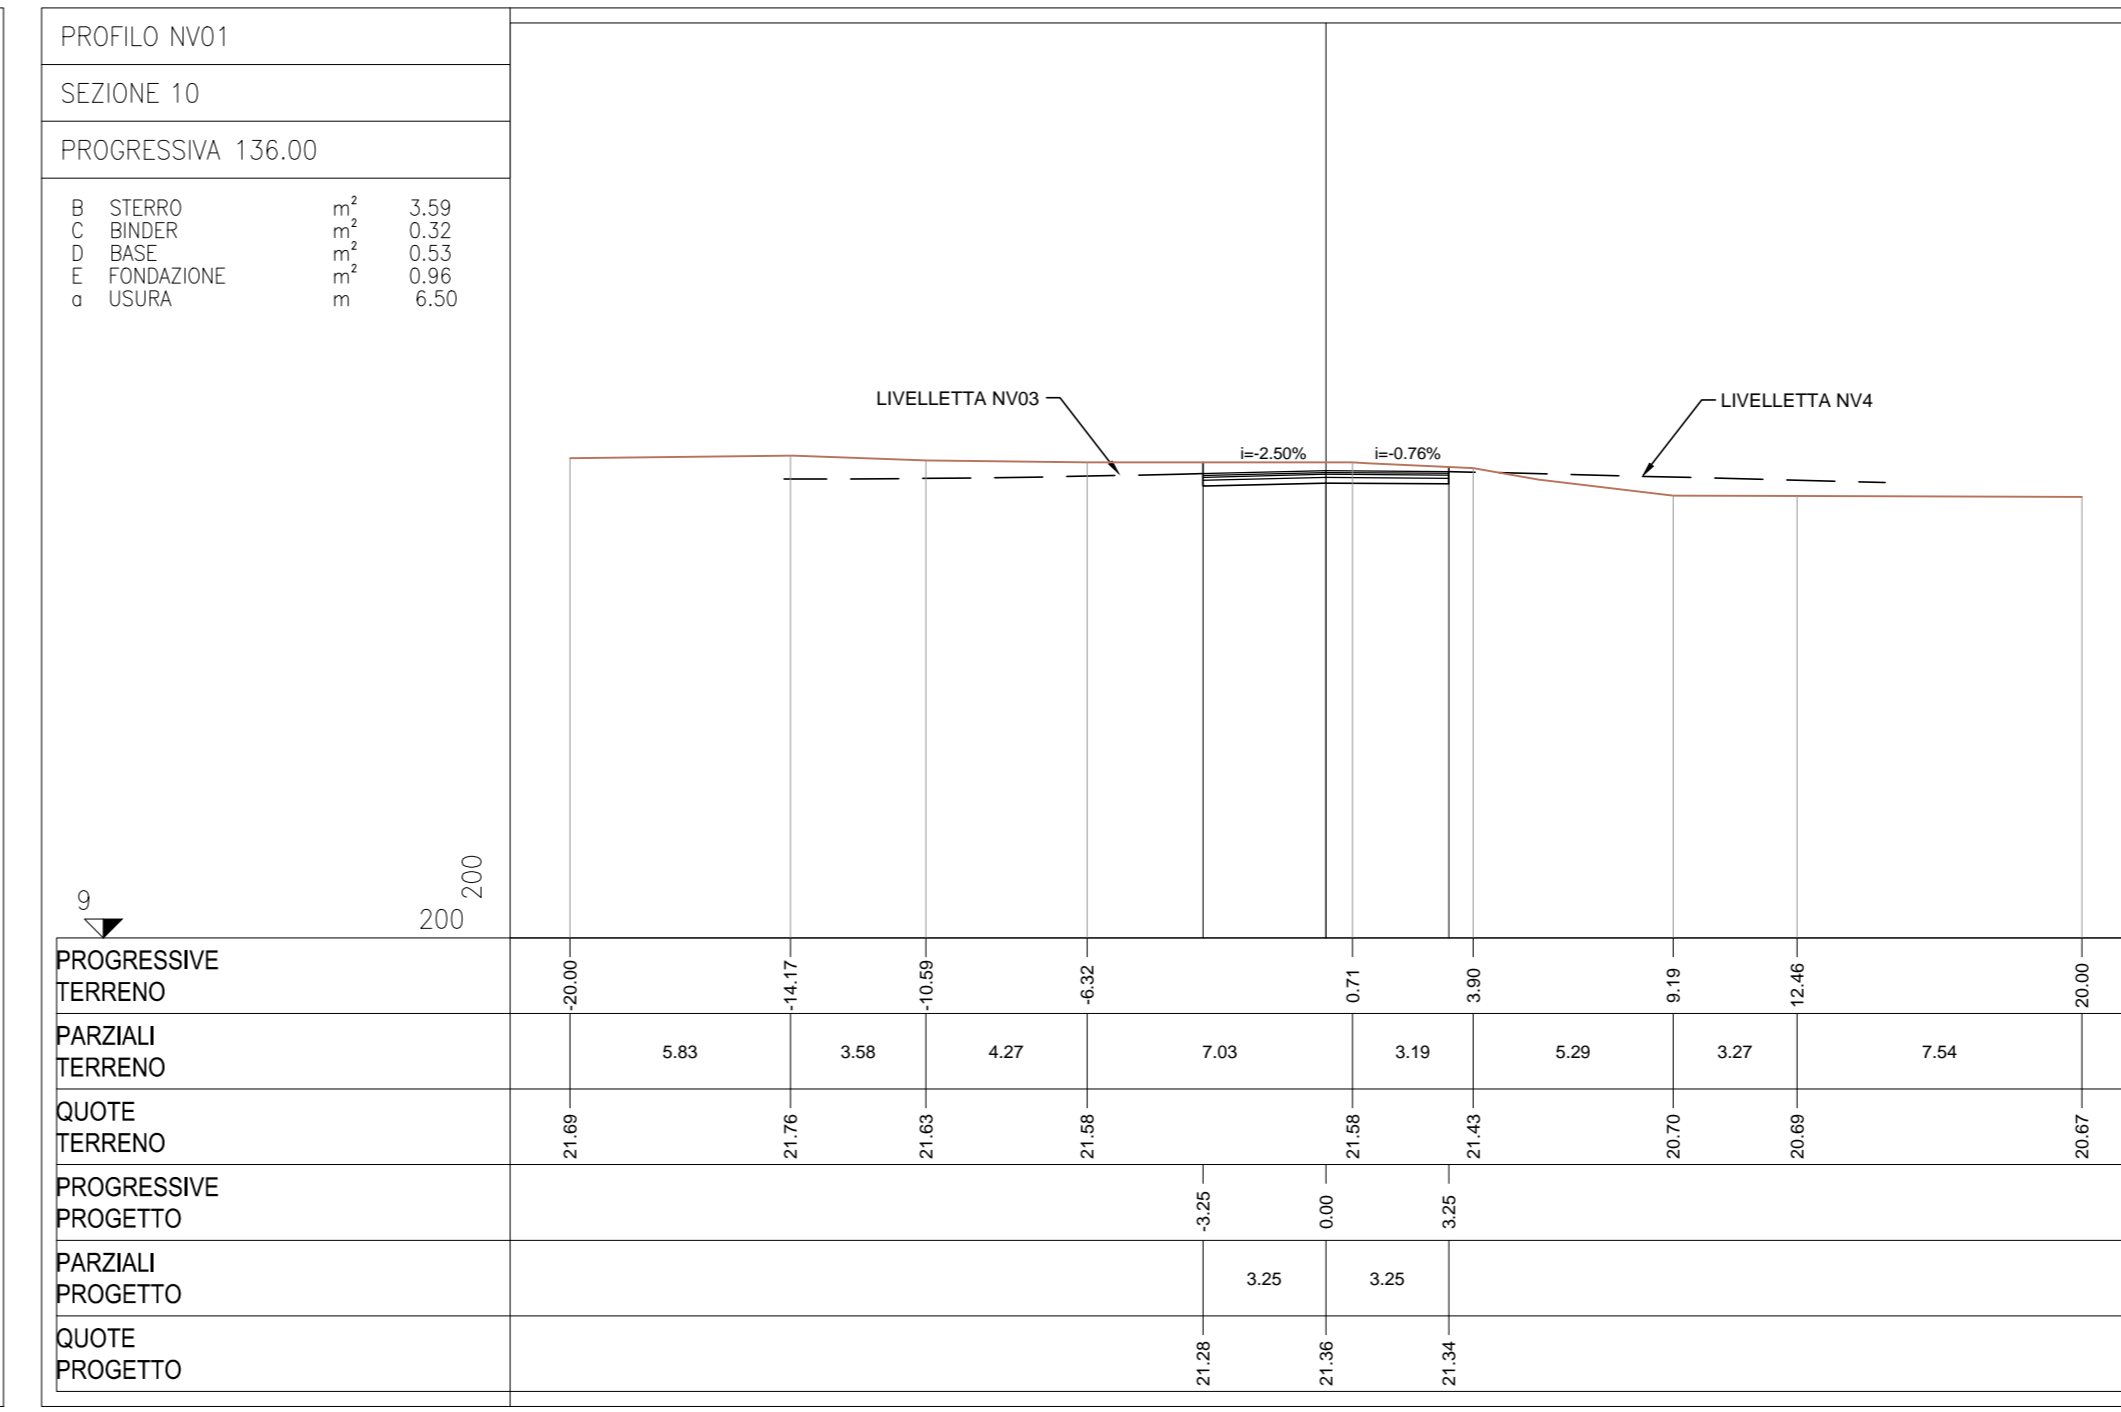 PROFILO NV01
SEZIONE 10
PROGRESSIVA 136.00
B STERRO m² 3.59
C BINDER m² 0.32
D BASE m² 0.53
E FONDAZIONE m² 0.96
a USURA m 6.50
LIVELLETTA NV03
LIVELLETTA NV4
i=-2.50%
i=-0.76%
9
200
200
PROGRESSIVE
TERRENO
-20.00 -14.17 -10.59 -6.32 0.71 3.90 9.19 12.46 20.00
PARZIALI
TERRENO
5.83 3.58 4.27 7.03 3.19 5.29 3.27 7.54
QUOTE
TERRENO
21.69 21.76 21.63 21.58 21.58 21.43 20.70 20.69 20.67
PROGRESSIVE
PROGETTO
-3.25 0.00 3.25
PARZIALI
PROGETTO
3.25 3.25
QUOTE
PROGETTO
21.28 21.36 21.34